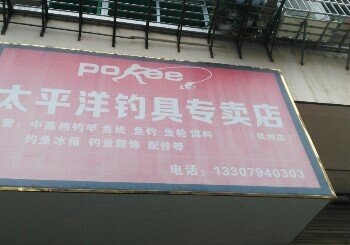 pokee
太平洋钓具专卖店
(抚州店)
营：中高档钓竿 鱼线 鱼钓 鱼轮 饵料
钓鱼冰箱 钓鱼服饰 配件等
电话：13307940303